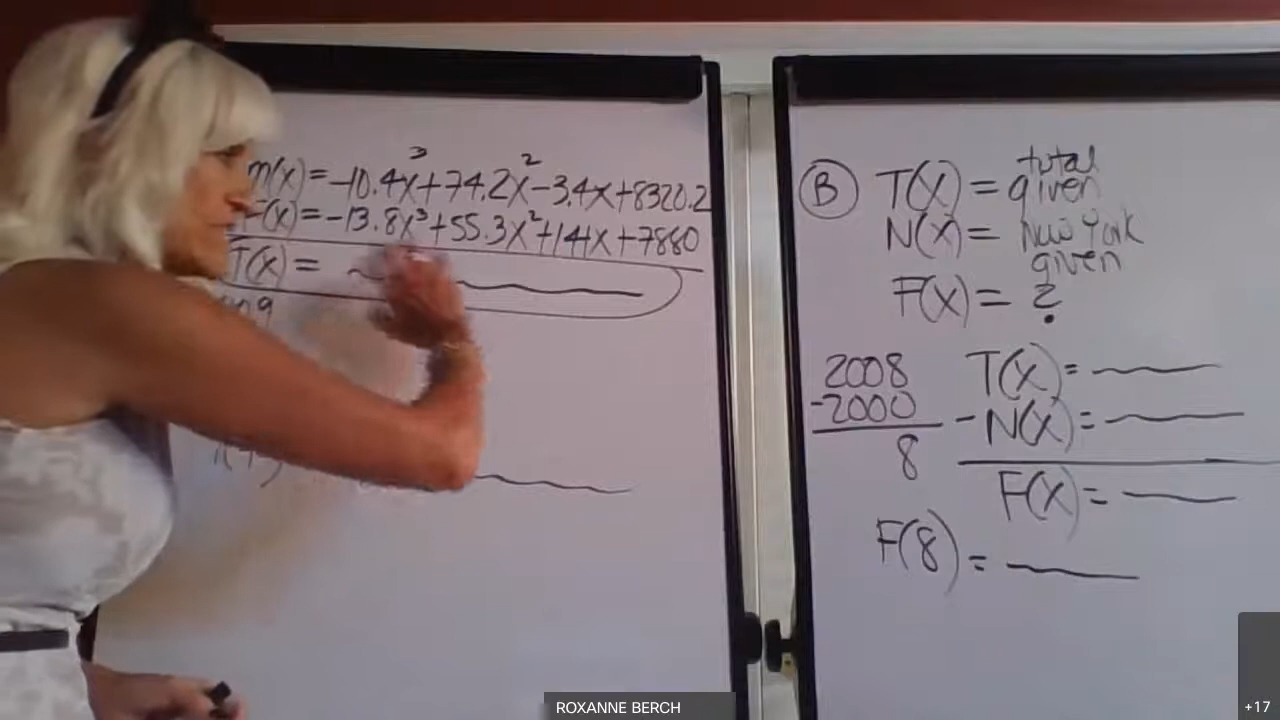 m(x) = -10.4x³ + 74.2x² - 3.4x + 8320.2
F(x) = -13.8x³ + 55.3x² + 141x + 7880
T(x) =
B T(x) = total given
N(x) = New York given
F(x) = ?
2008
-2000
8
T(x) =
-N(x) =
F(x) =
F(8) =
ROXANNE BERCH
+17